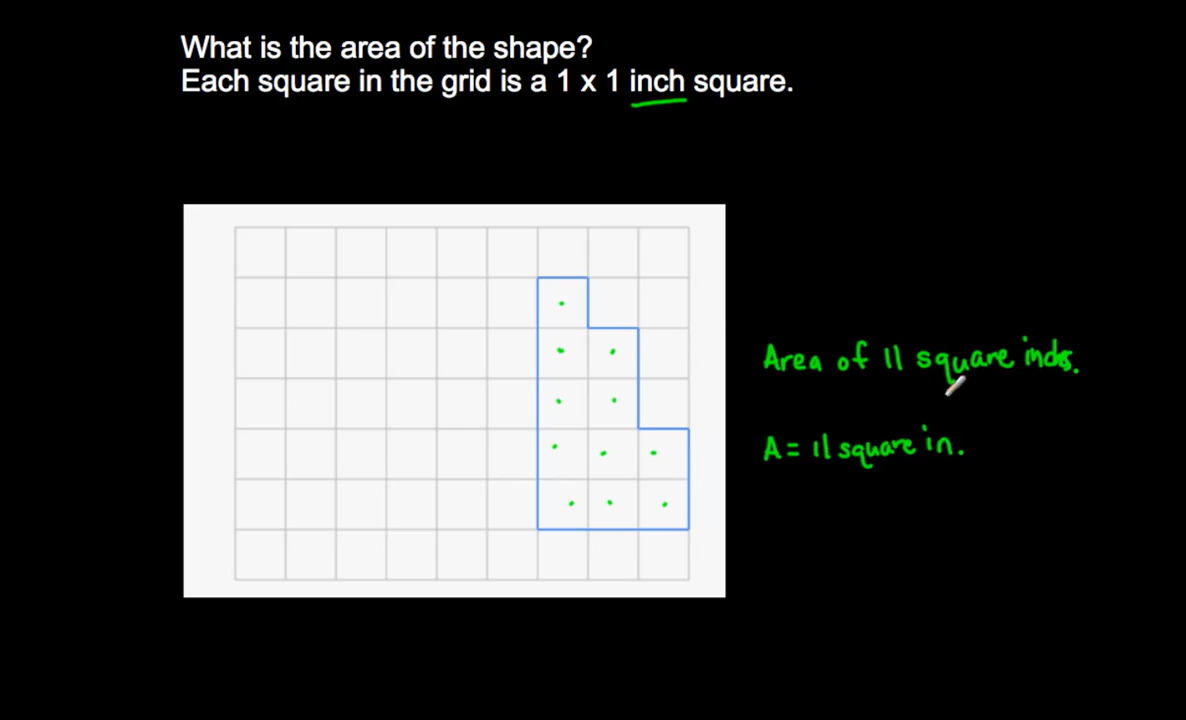 What is the area of the shape?
Each square in the grid is a 1 x 1 inch square.
Area of 11 square inches.
A = 11 square in.